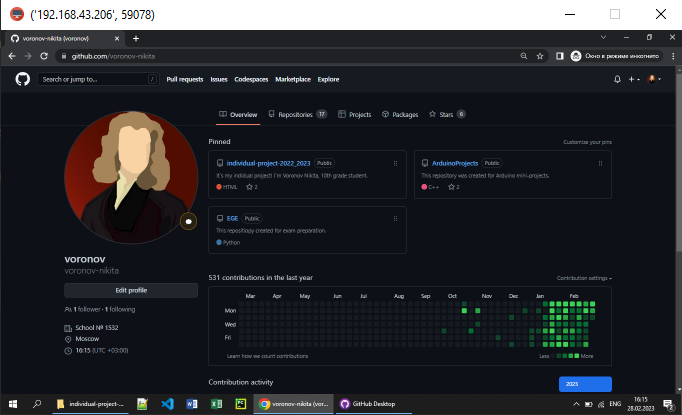 ('192.168.43.206', 59078)
voronov-nikita (voronov)
github.com/voronov-nikita
Окно в режиме инкогнито
Search or jump to...
/
Pull requests Issues Codespaces Marketplace Explore
Overview Repositories 17 Projects Packages Stars 6
Pinned
Customize your pins
individual-project-2022_2023 Public
It's my indiidual project! I'm Voronov Nikita, 10th grade student.
HTML 2
ArduinoProjects Public
This repository was created for Arduino mini-projects.
C++ 2
EGE Public
This repositiopy created for exam preparation.
Python
voronov
voronov-nikita
Edit profile
1 follower · 1 following
School № 1532
Moscow
16:15 (UTC +03:00)
531 contributions in the last year
Contribution settings
Mar Apr May Jun Jul Aug Sep Oct Nov Dec Jan Feb
Mon
Wed
Fri
Learn how we count contributions
Less More
Contribution activity
2023
individual-project-...
voronov-nikita (vor...
GitHub Desktop
ENG
16:15
28.02.2023
2